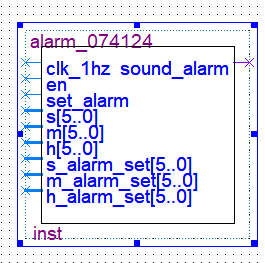 alarm_074124
clk_1hz sound_alarm
en
set_alarm
s[5..0]
m[5..0]
h[5..0]
s_alarm_set[5..0]
m_alarm_set[5..0]
h_alarm_set[5..0]
inst